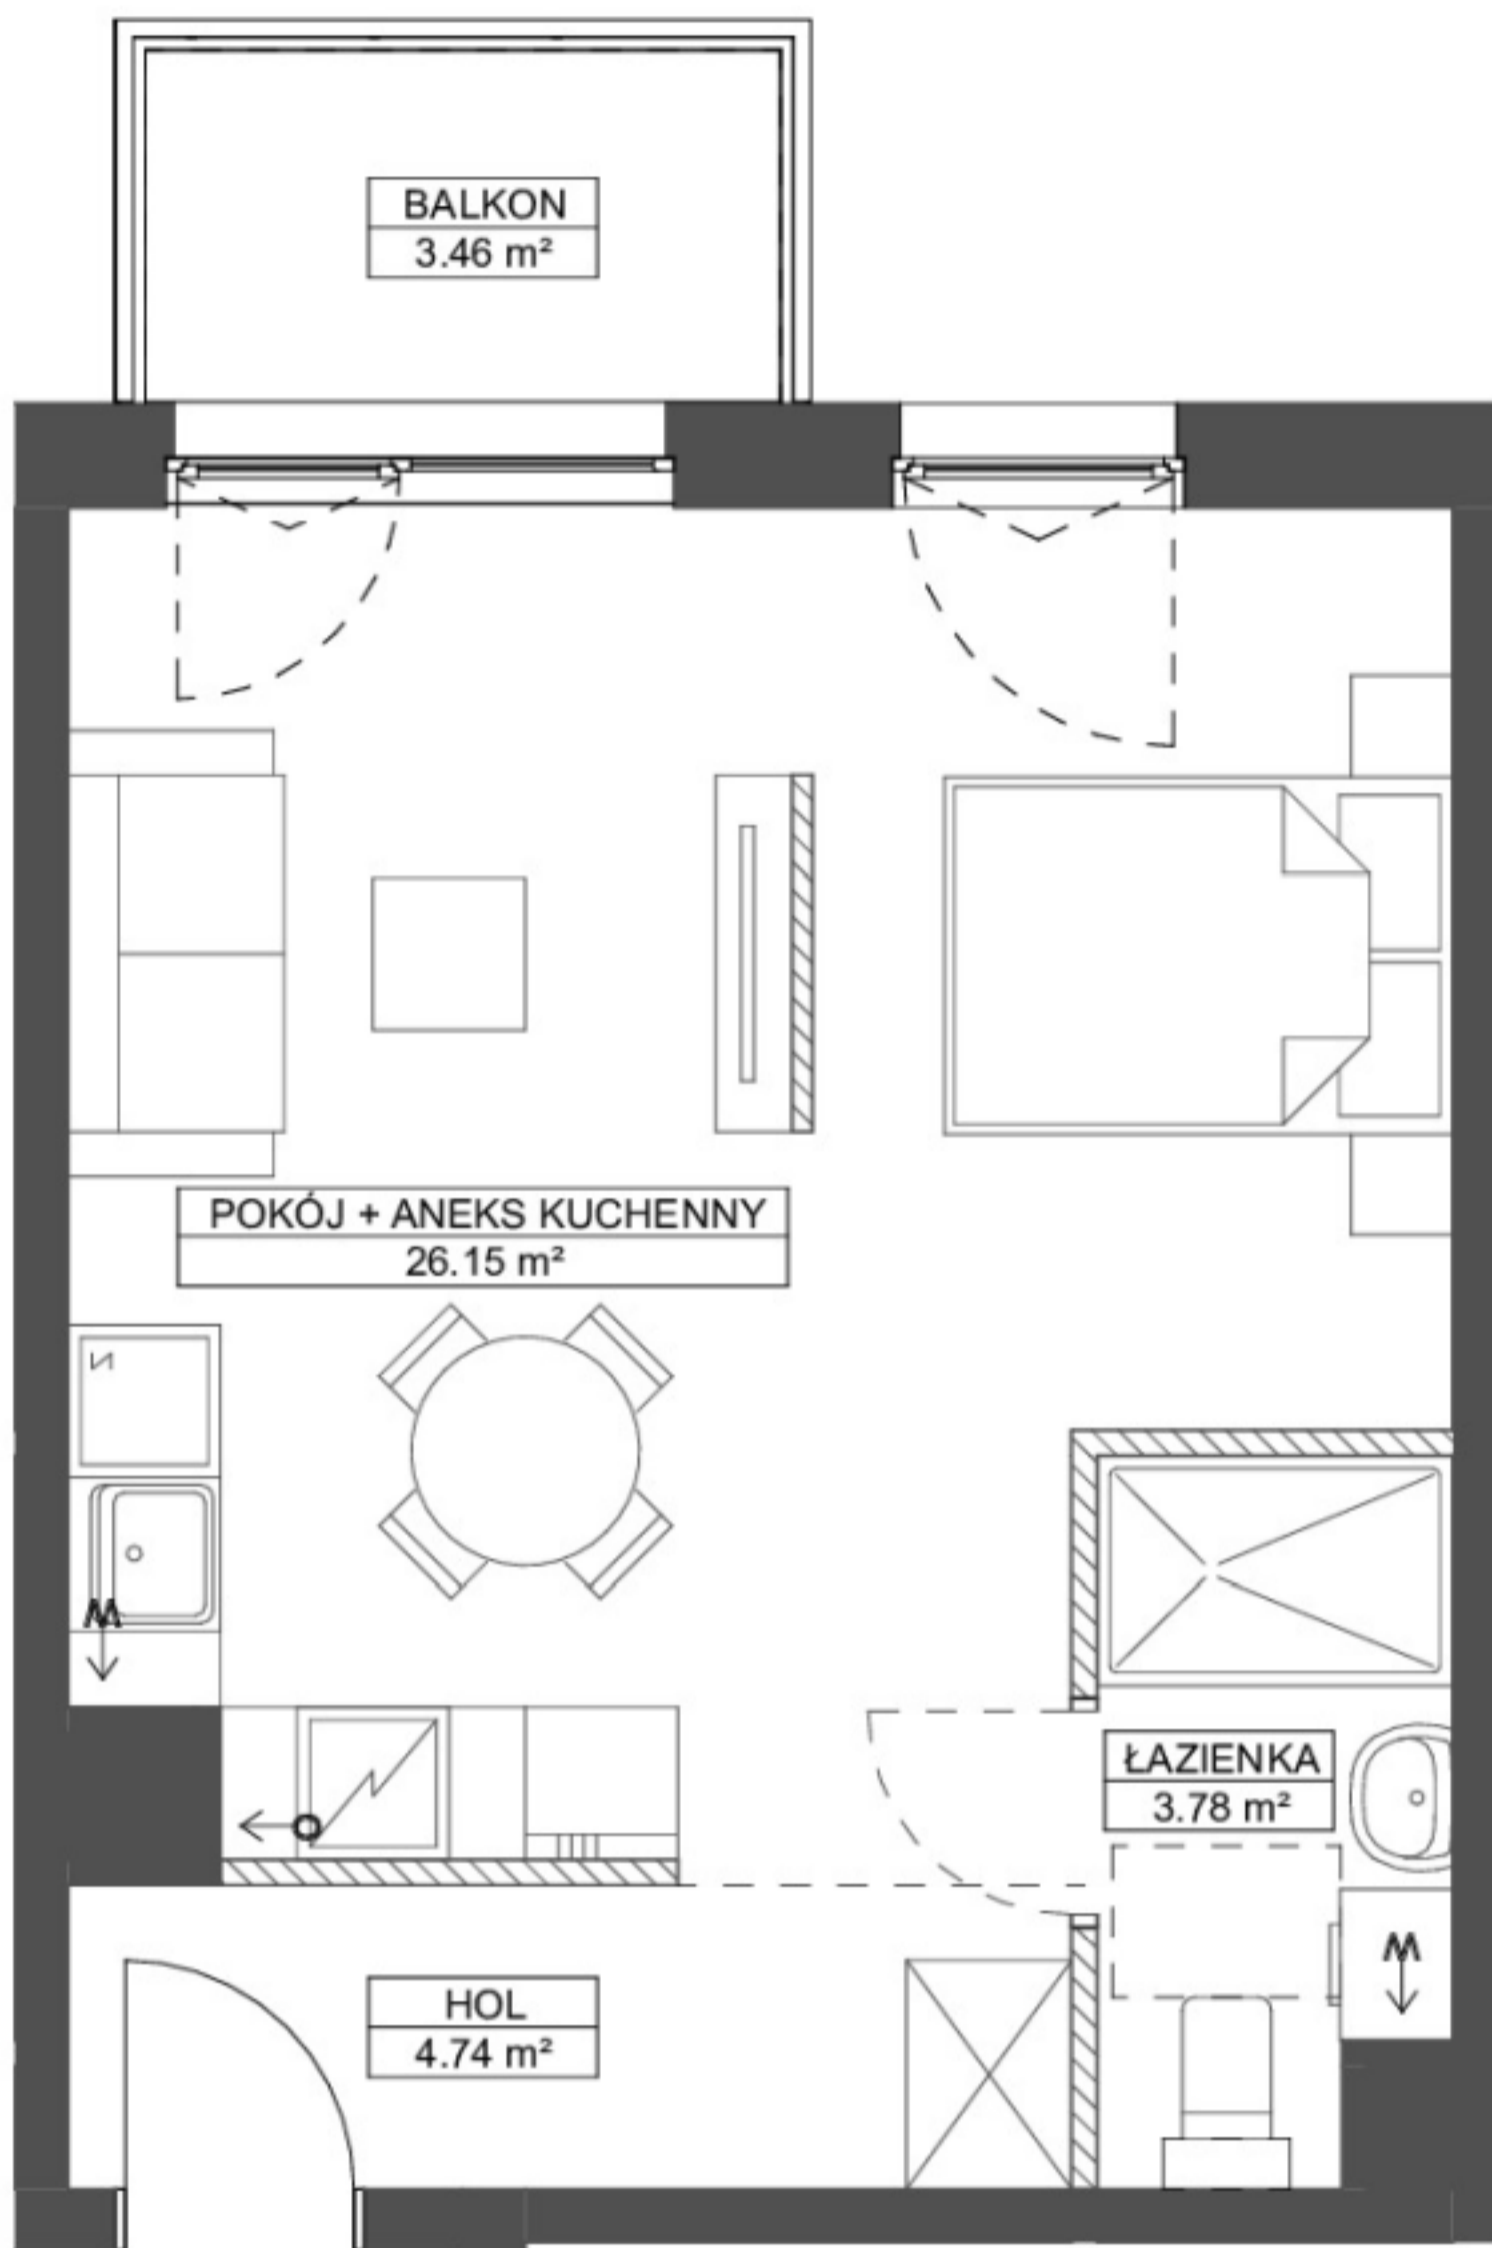 BALKON
3.46 m²
POKÓJ + ANEKS KUCHENNY
26.15 m²
W
ŁAZIENKA
3.78 m²
O
W
HOL
4.74 m²